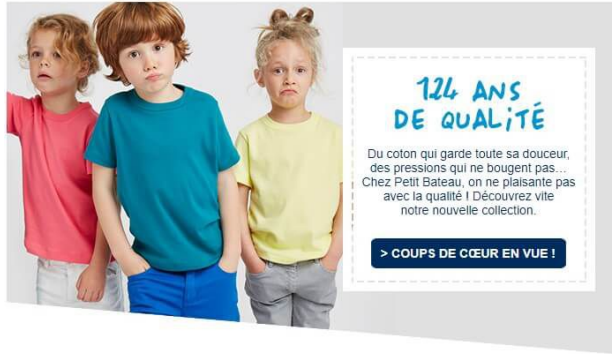 124 ANS
DE QUALiTÉ
Du coton qui garde toute sa douceur,
des pressions qui ne bougent pas...
Chez Petit Bateau, on ne plaisante pas
avec la qualité ! Découvrez vite
notre nouvelle collection.
> COUPS DE CŒUR EN VUE !